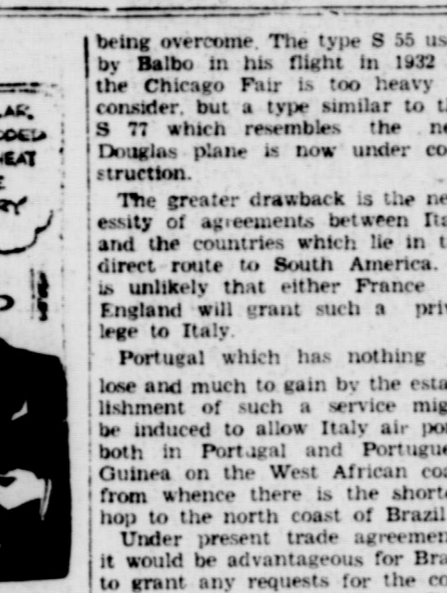 being overcome. The type S 55 us
by Balbo in his flight in 1932
the Chicago Fair is too heavy
consider, but a type similar to t
S 77 which resembles the ne
Douglas plane is now under co
struction.
The greater drawback is the ne
essity of agreements between Ita
and the countries which lie in t
direct route to South America.
is unlikely that either France
England will grant such a priv
lege to Italy.
Portugal which has nothing
lose and much to gain by the esta
lishment of such a service mig
be induced to allow Italy air por
both in Portugal and Portugue
Guinea on the West African coa
from whence there is the short
hop to the north coast of Brazil
Under present trade agreemen
it would be advantageous for Bra
to grant any requests for the co
EAT